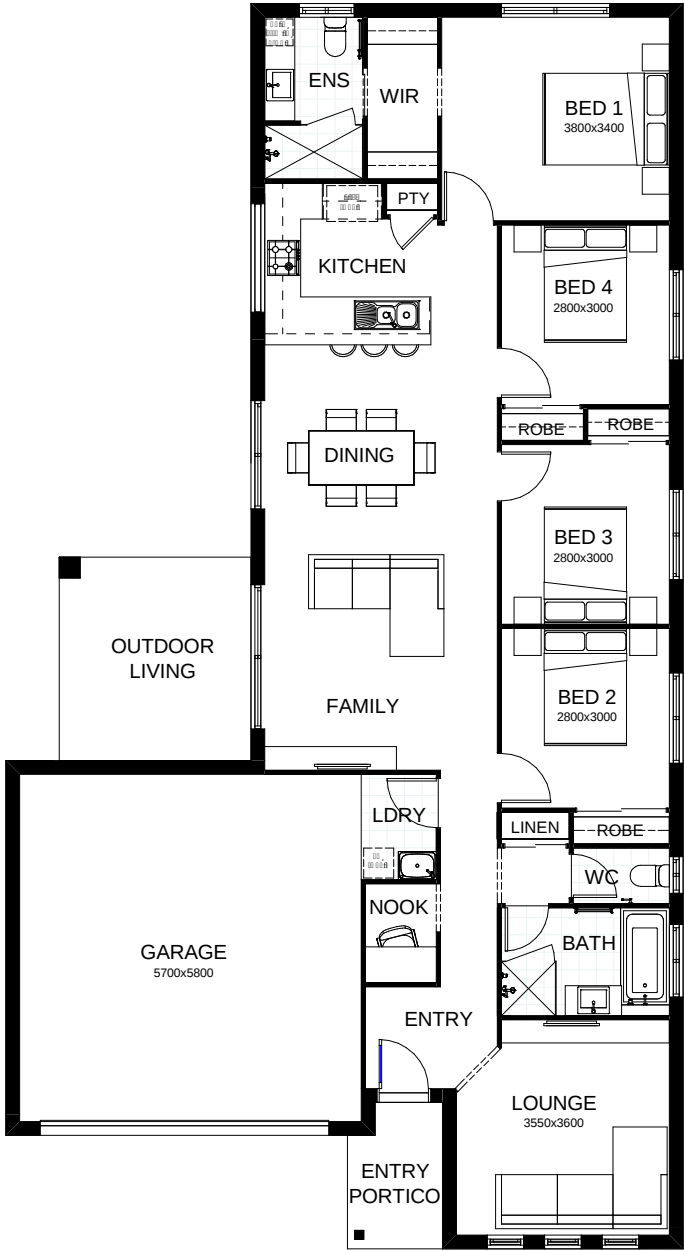 ENS
WIR
BED 1
3800x3400
PTY
KITCHEN
BED 4
2800x3000
ROBE
ROBE
DINING
BED 3
2800x3000
OUTDOOR
LIVING
BED 2
2800x3000
FAMILY
LDRY
LINEN
ROBE
WC
NOOK
BATH
GARAGE
5700x5800
ENTRY
LOUNGE
3550x3600
ENTRY
PORTICO